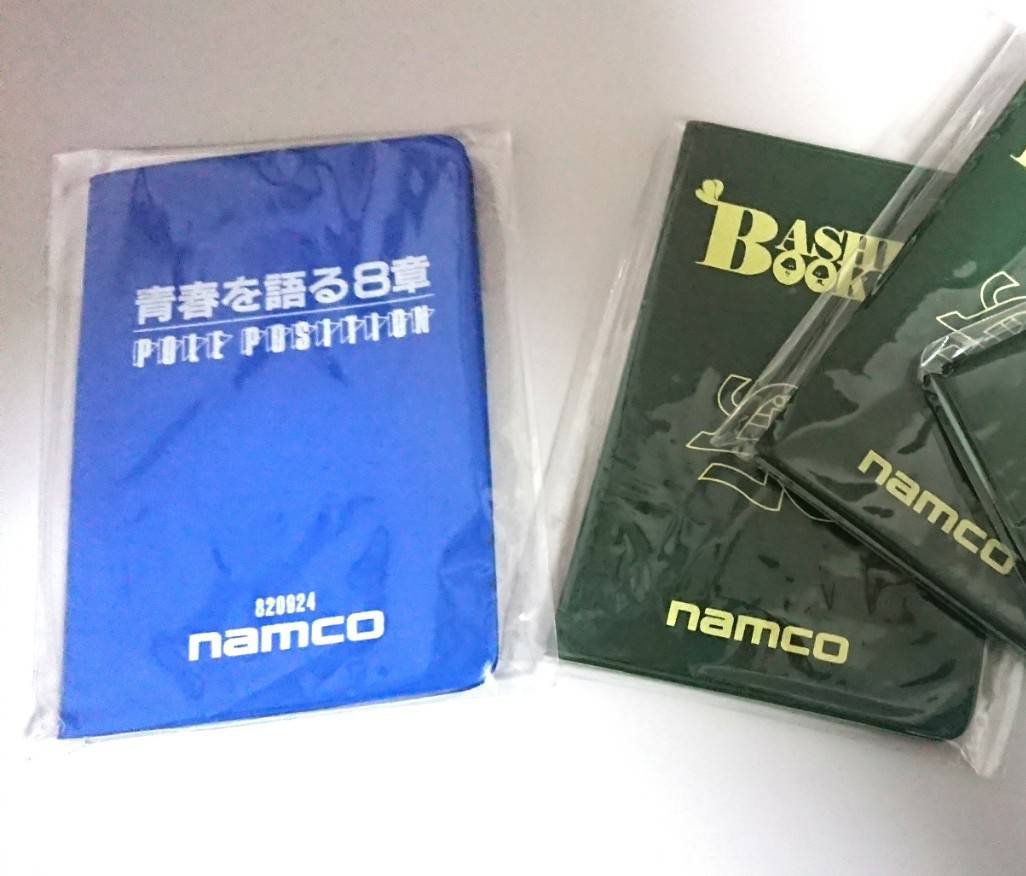 青春を語る8章
POLE POSITION
820924
namco
BASH
BOOK
namco
namco